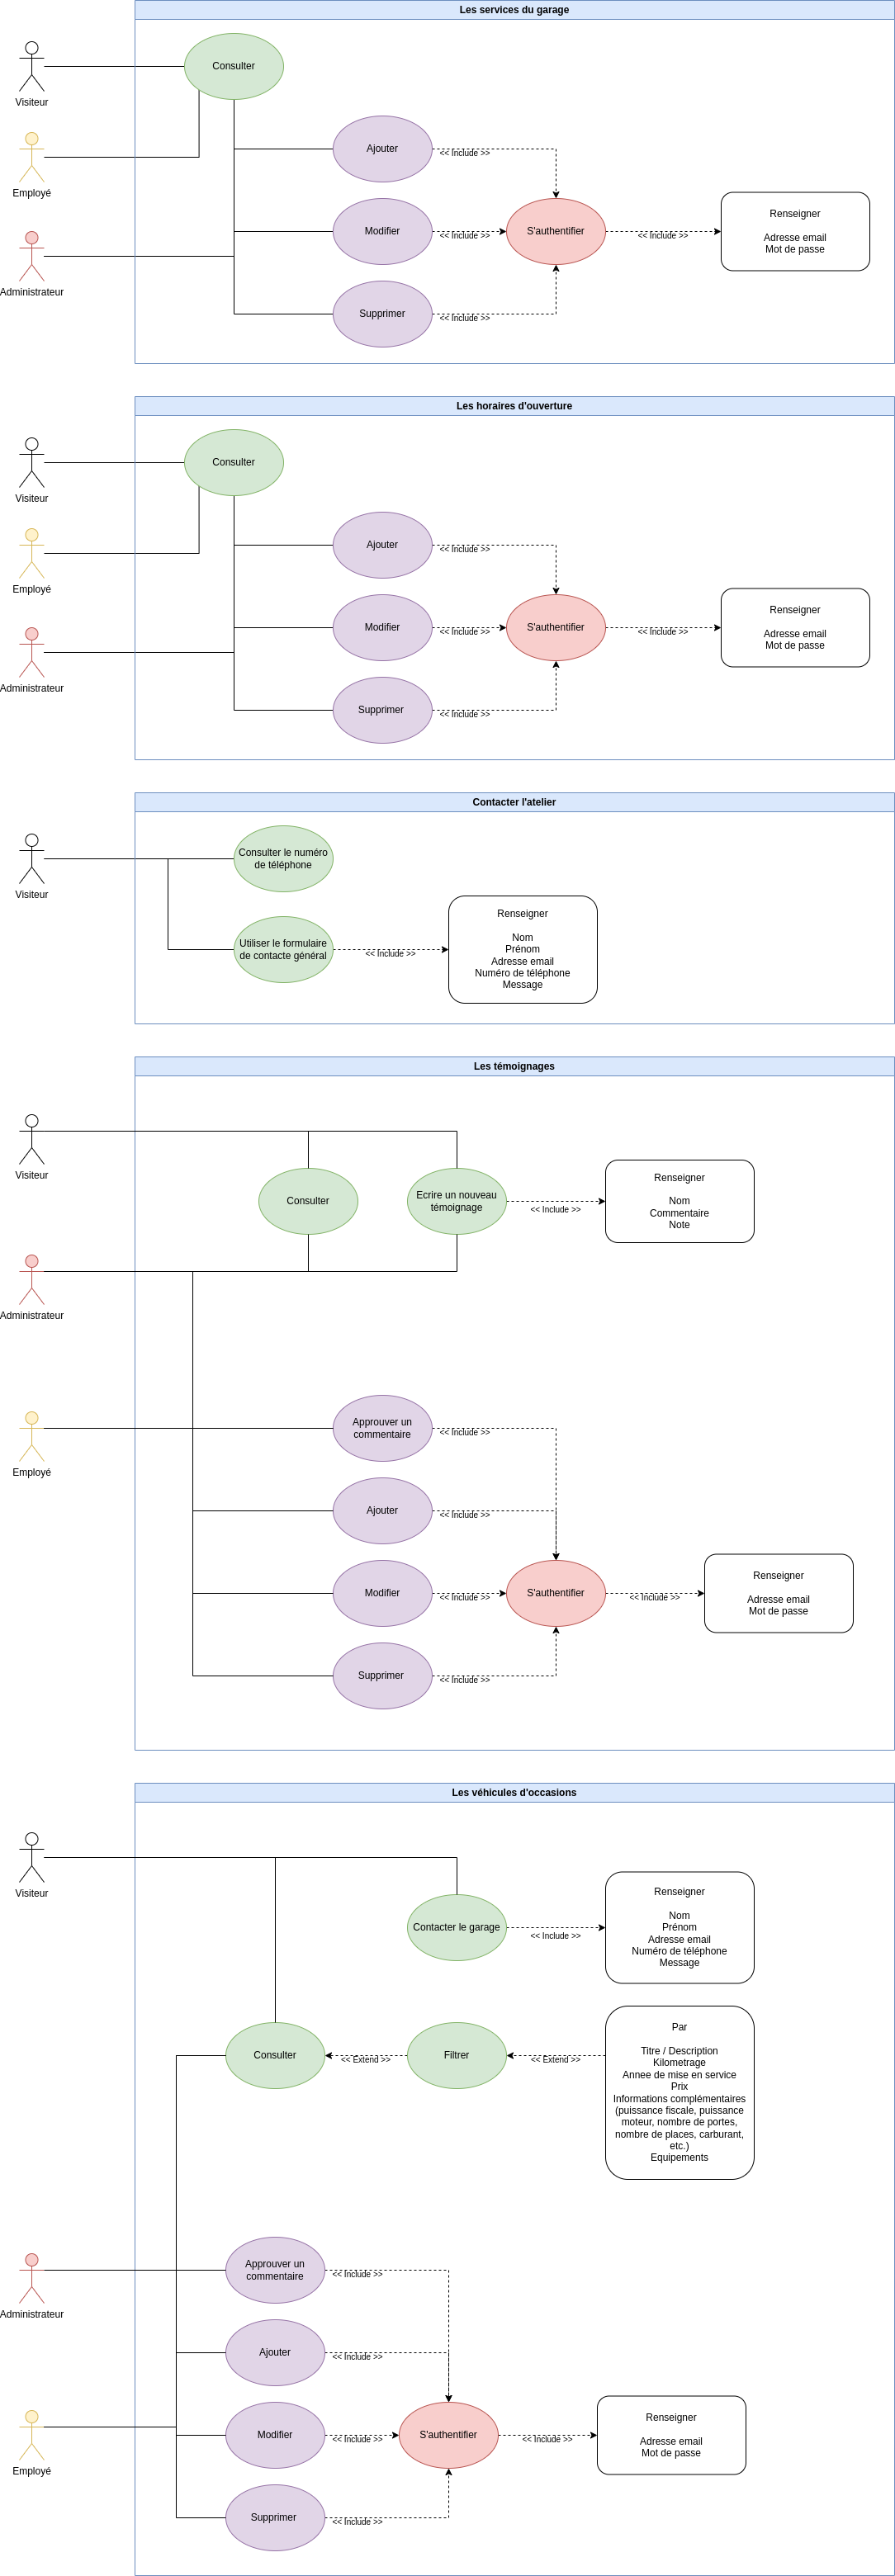 Les services du garage
Consulter
Visiteur
Ajouter
<< Include >>
Employé
Renseigner
Adresse email
Mot de passe
Modifier
<< Include >>
S'authentifier
<< Include >>
Administrateur
Supprimer
<< Include >>
Les horaires d'ouverture
Consulter
Visiteur
Ajouter
<< Include >>
Employé
Renseigner
Adresse email
Mot de passe
Modifier
<< Include >>
S'authentifier
<< Include >>
Administrateur
Supprimer
<< Include >>
Contacter l'atelier
Consulter le numéro
de téléphone
Visiteur
Utiliser le formulaire
de contacte général
<< Include >>
Renseigner
Nom
Prénom
Adresse email
Numéro de téléphone
Message
Les témoignages
Visiteur
Consulter
Ecrire un nouveau
témoignage
<< Include >>
Renseigner
Nom
Commentaire
Note
Administrateur
Approuver un
commentaire
<< Include >>
Employé
Ajouter
<< Include >>
Modifier
<< Include >>
S'authentifier
<< Include >>
Renseigner
Adresse email
Mot de passe
Supprimer
<< Include >>
Les véhicules d'occasions
Visiteur
Contacter le garage
<< Include >>
Renseigner
Nom
Prénom
Adresse email
Numéro de téléphone
Message
Consulter
<< Extend >>
Filtrer
<< Extend >>
Par
Titre / Description
Kilometrage
Annee de mise en service
Prix
Informations complémentaires
(puissance fiscale, puissance
moteur, nombre de portes,
nombre de places, carburant,
etc.)
Equipements
Approuver un
commentaire
<< Include >>
Administrateur
Ajouter
<< Include >>
Modifier
<< Include >>
S'authentifier
<< Include >>
Renseigner
Adresse email
Mot de passe
Employé
Supprimer
<< Include >>